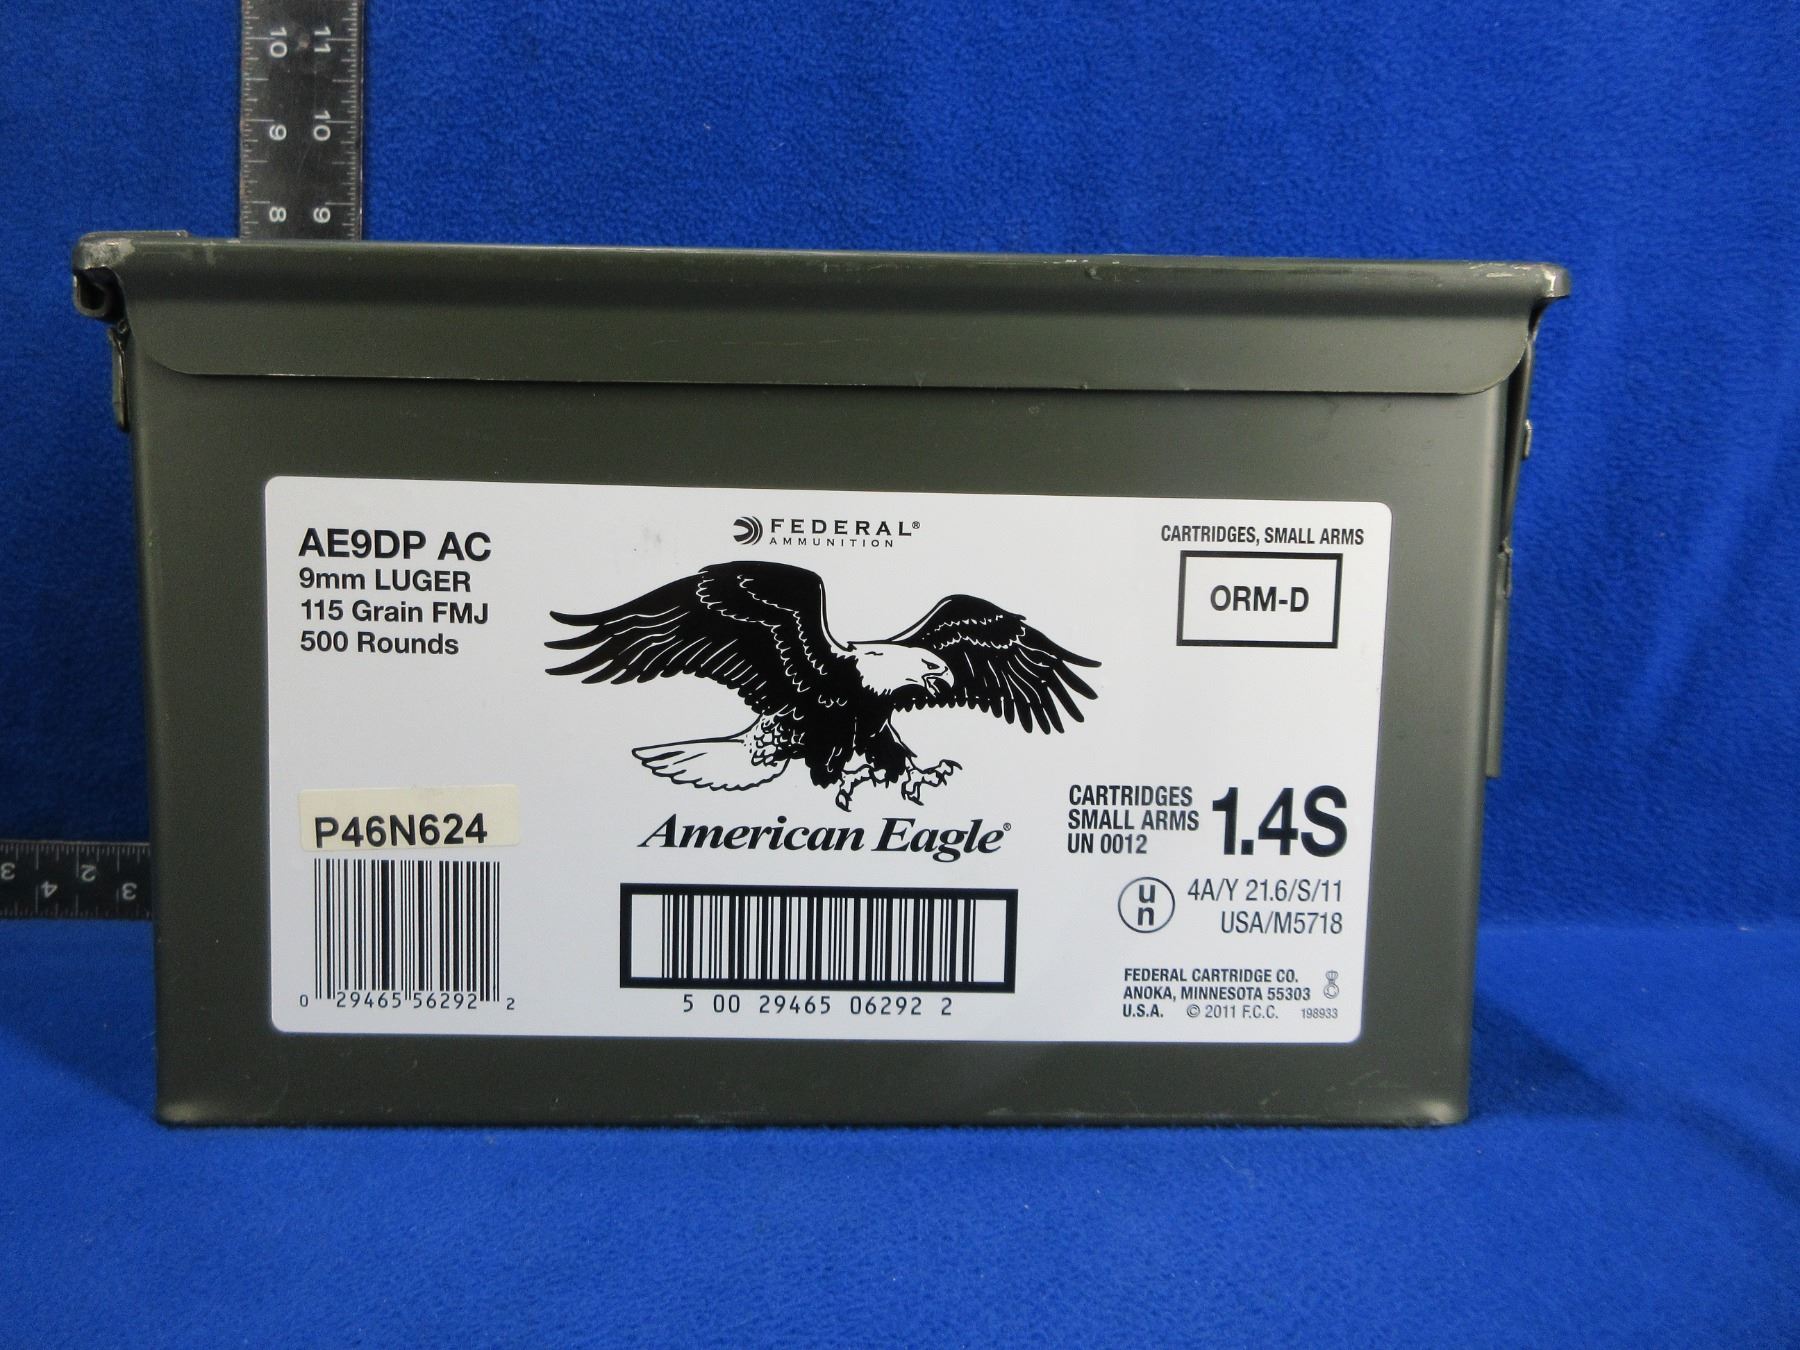 10 11
9 10
8 9
AE9DP AC
9mm LUGER
115 Grain FMJ
500 Rounds
FEDERAL®
AMMUNITION
CARTRIDGES, SMALL ARMS
ORM-D
American Eagle®
CARTRIDGES
SMALL ARMS
UN 0012
1.4S
un
4A/Y 21.6/S/11
USA/M5718
P46N624
0 29465 56292 2
5 00 29465 06292 2
FEDERAL CARTRIDGE CO.
ANOKA, MINNESOTA 55303
U.S.A. © 2011 F.C.C. 198933
3 4 2 3